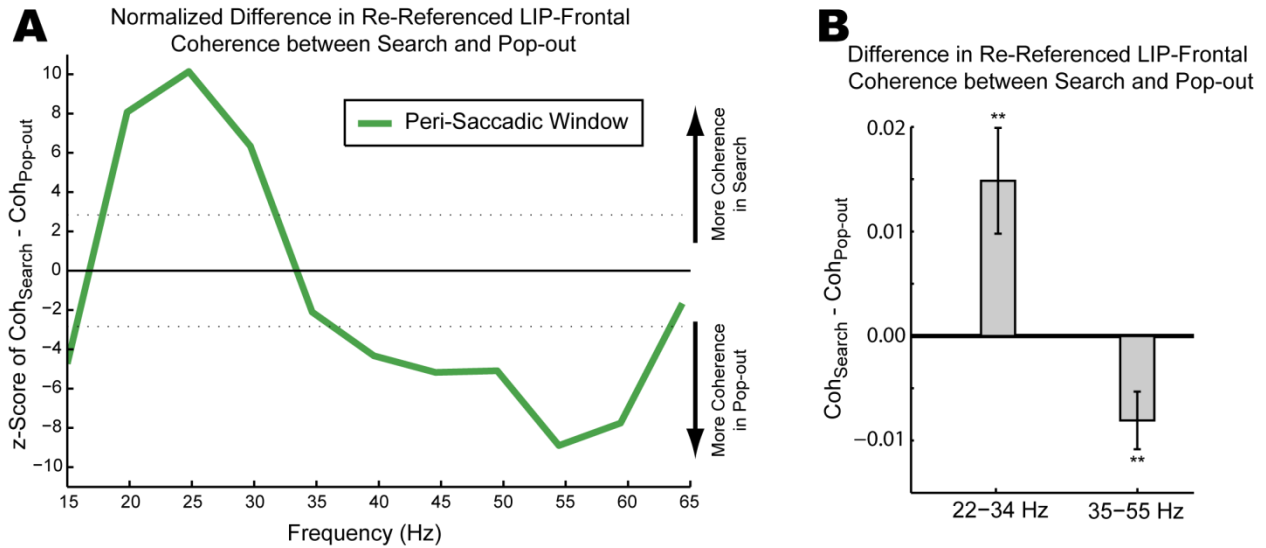 A
Normalized Difference in Re-Referenced LIP-Frontal
Coherence between Search and Pop-out
z-Score of CohSearch - CohPop-out
10
8
6
4
2
0
−2
−4
−6
−8
−10
Peri-Saccadic Window
More Coherence
in Search
More Coherence
in Pop-out
15 20 25 30 35 40 45 50 55 60 65
Frequency (Hz)
B
Difference in Re-Referenced LIP-Frontal
Coherence between Search and Pop-out
CohSearch - CohPop-out
0.02
0.01
0.00
−0.01
**
**
22−34 Hz 35−55 Hz